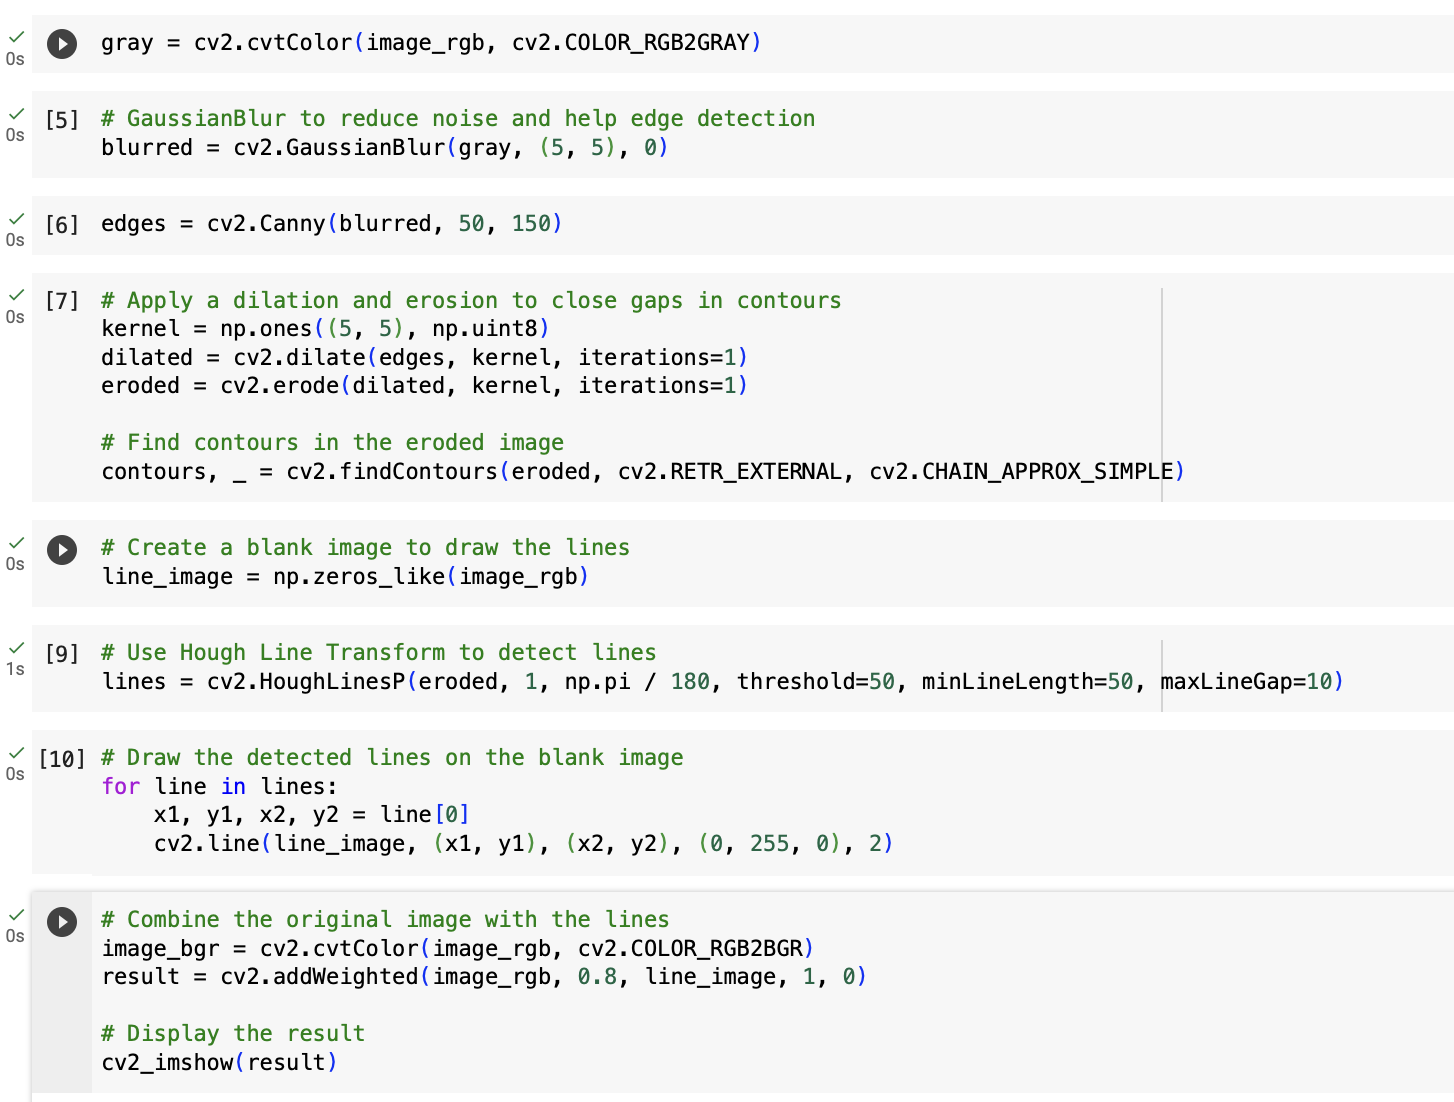 0s
gray = cv2.cvtColor(image_rgb, cv2.COLOR_RGB2GRAY)
0s
[5] # GaussianBlur to reduce noise and help edge detection
blurred = cv2.GaussianBlur(gray, (5, 5), 0)
0s
[6] edges = cv2.Canny(blurred, 50, 150)
0s
[7] # Apply a dilation and erosion to close gaps in contours
kernel = np.ones((5, 5), np.uint8)
dilated = cv2.dilate(edges, kernel, iterations=1)
eroded = cv2.erode(dilated, kernel, iterations=1)
# Find contours in the eroded image
contours, _ = cv2.findContours(eroded, cv2.RETR_EXTERNAL, cv2.CHAIN_APPROX_SIMPLE)
0s
# Create a blank image to draw the lines
line_image = np.zeros_like(image_rgb)
1s
[9] # Use Hough Line Transform to detect lines
lines = cv2.HoughLinesP(eroded, 1, np.pi / 180, threshold=50, minLineLength=50, maxLineGap=10)
0s
[10] # Draw the detected lines on the blank image
for line in lines:
    x1, y1, x2, y2 = line[0]
    cv2.line(line_image, (x1, y1), (x2, y2), (0, 255, 0), 2)
0s
# Combine the original image with the lines
image_bgr = cv2.cvtColor(image_rgb, cv2.COLOR_RGB2BGR)
result = cv2.addWeighted(image_rgb, 0.8, line_image, 1, 0)
# Display the result
cv2_imshow(result)